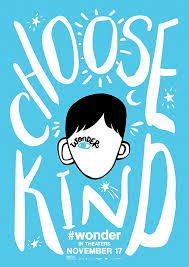 CHOOSE
wonder
KIND
#wonder
IN THEATERS
NOVEMBER 17